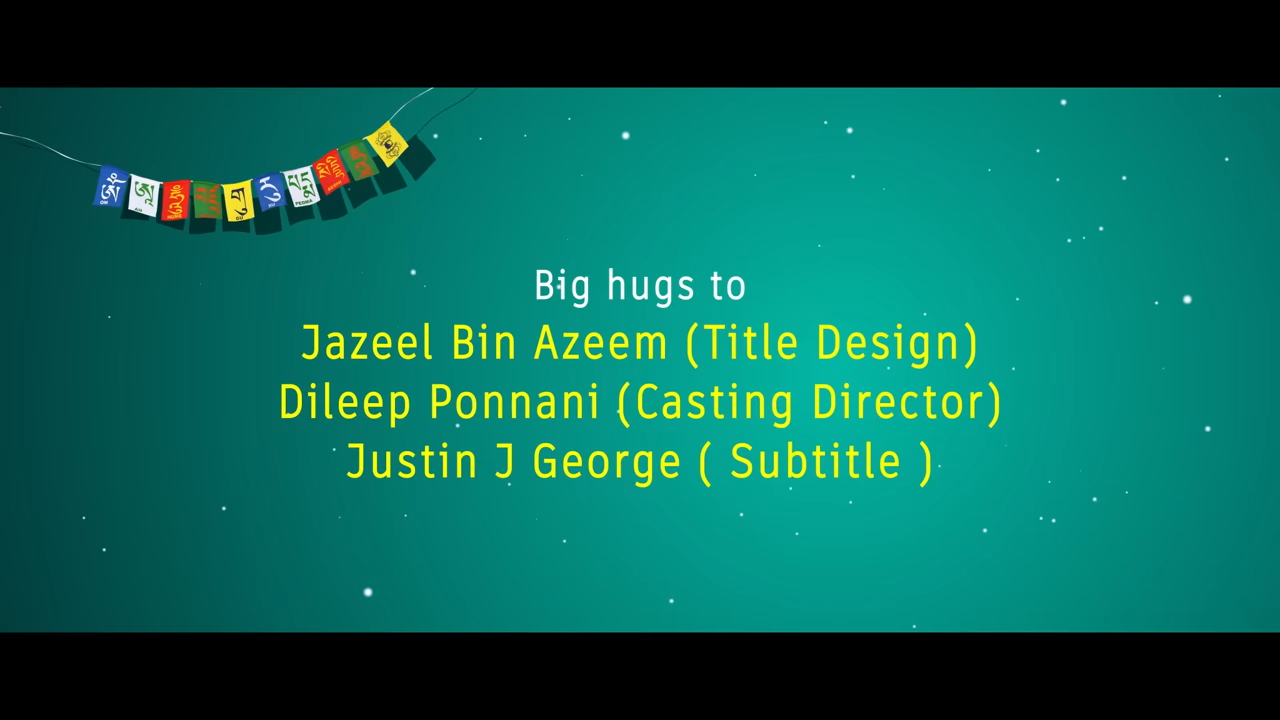 Big hugs to
Jazeel Bin Azeem (Title Design)
Dileep Ponnani (Casting Director)
Justin J George ( Subtitle )